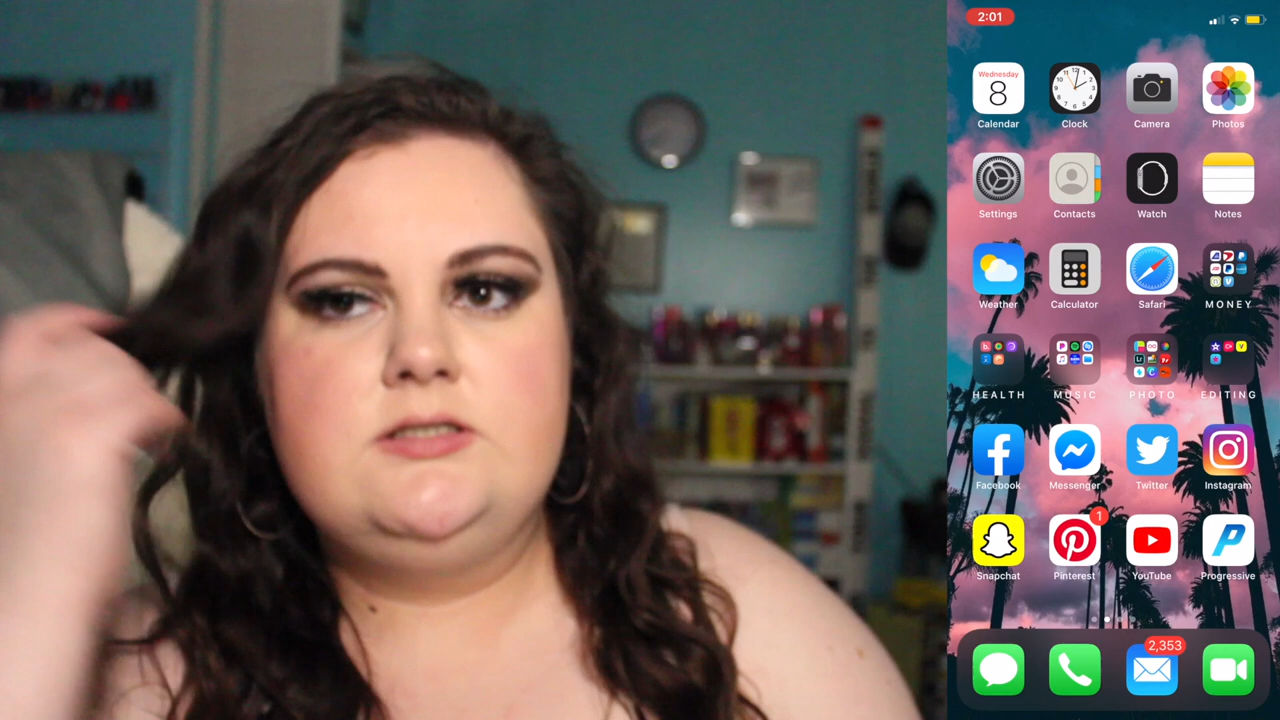 2:01
Wednesday
8
Calendar
Clock
Camera
Photos
Settings
Contacts
Watch
Notes
Weather
Calculator
Safari
MONEY
HEALTH
MUSIC
PHOTO
EDITING
Facebook
Messenger
Twitter
Instagram
1
Snapchat
Pinterest
YouTube
Progressive
2,353